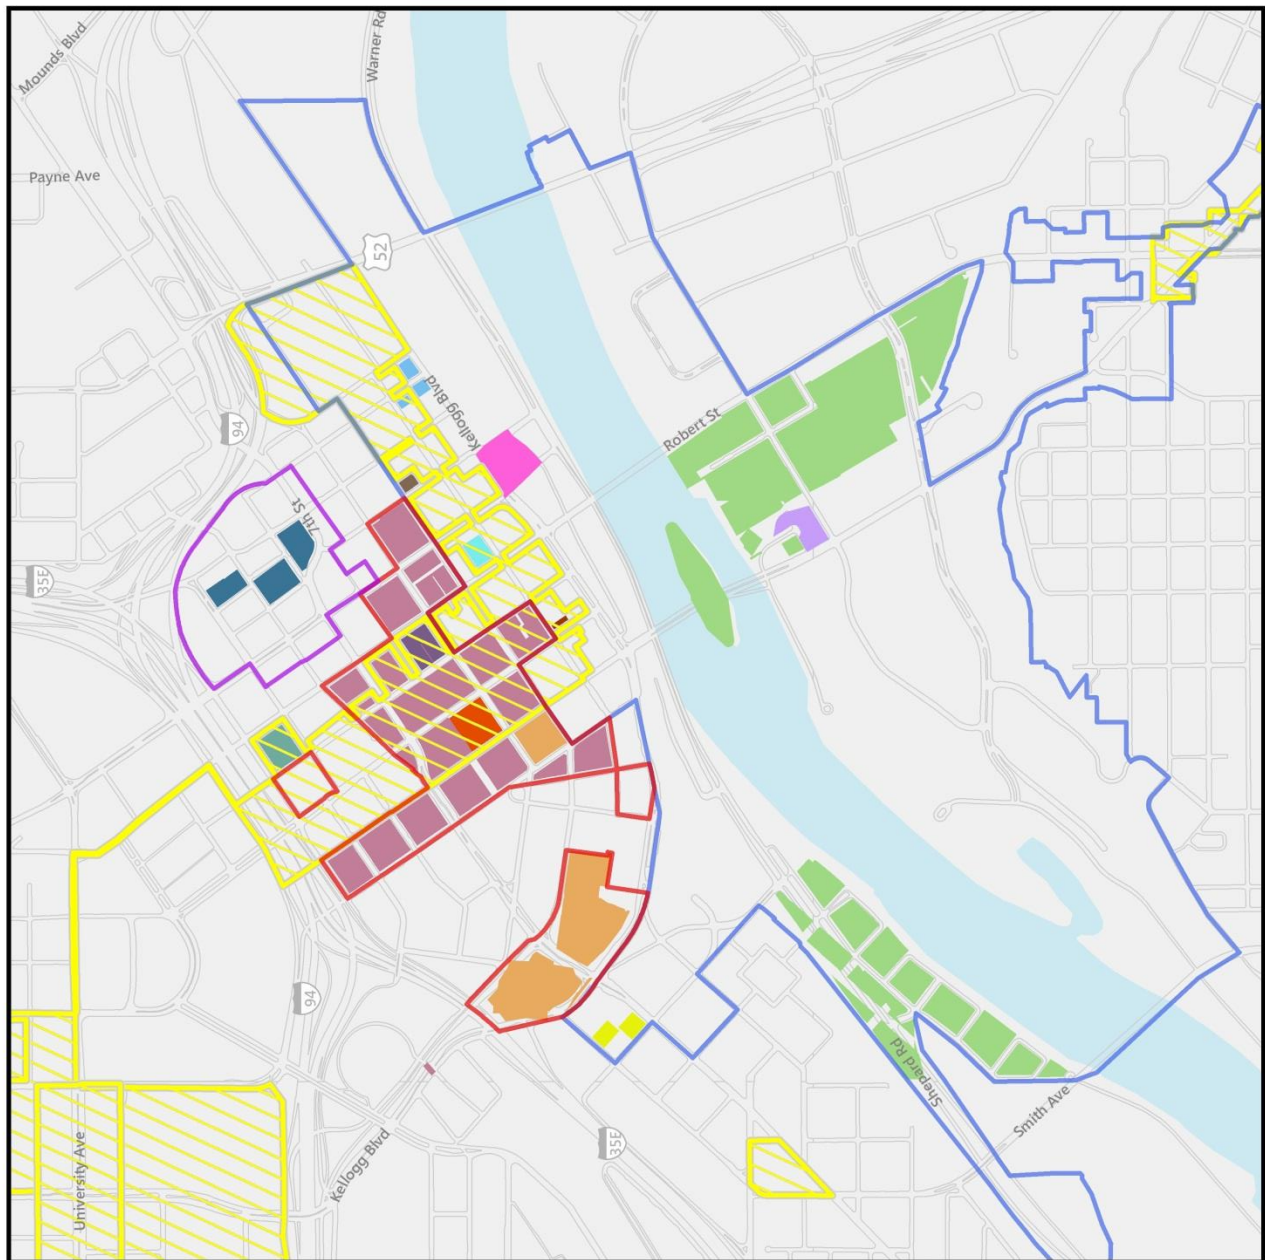 Mounds Blvd
Warner Rd
Payne Ave
52
Kellogg Blvd
94
Robert St
7th St
35E
94
Shepard Rd
Smith Ave
35E
Kellogg Blvd
University Ave